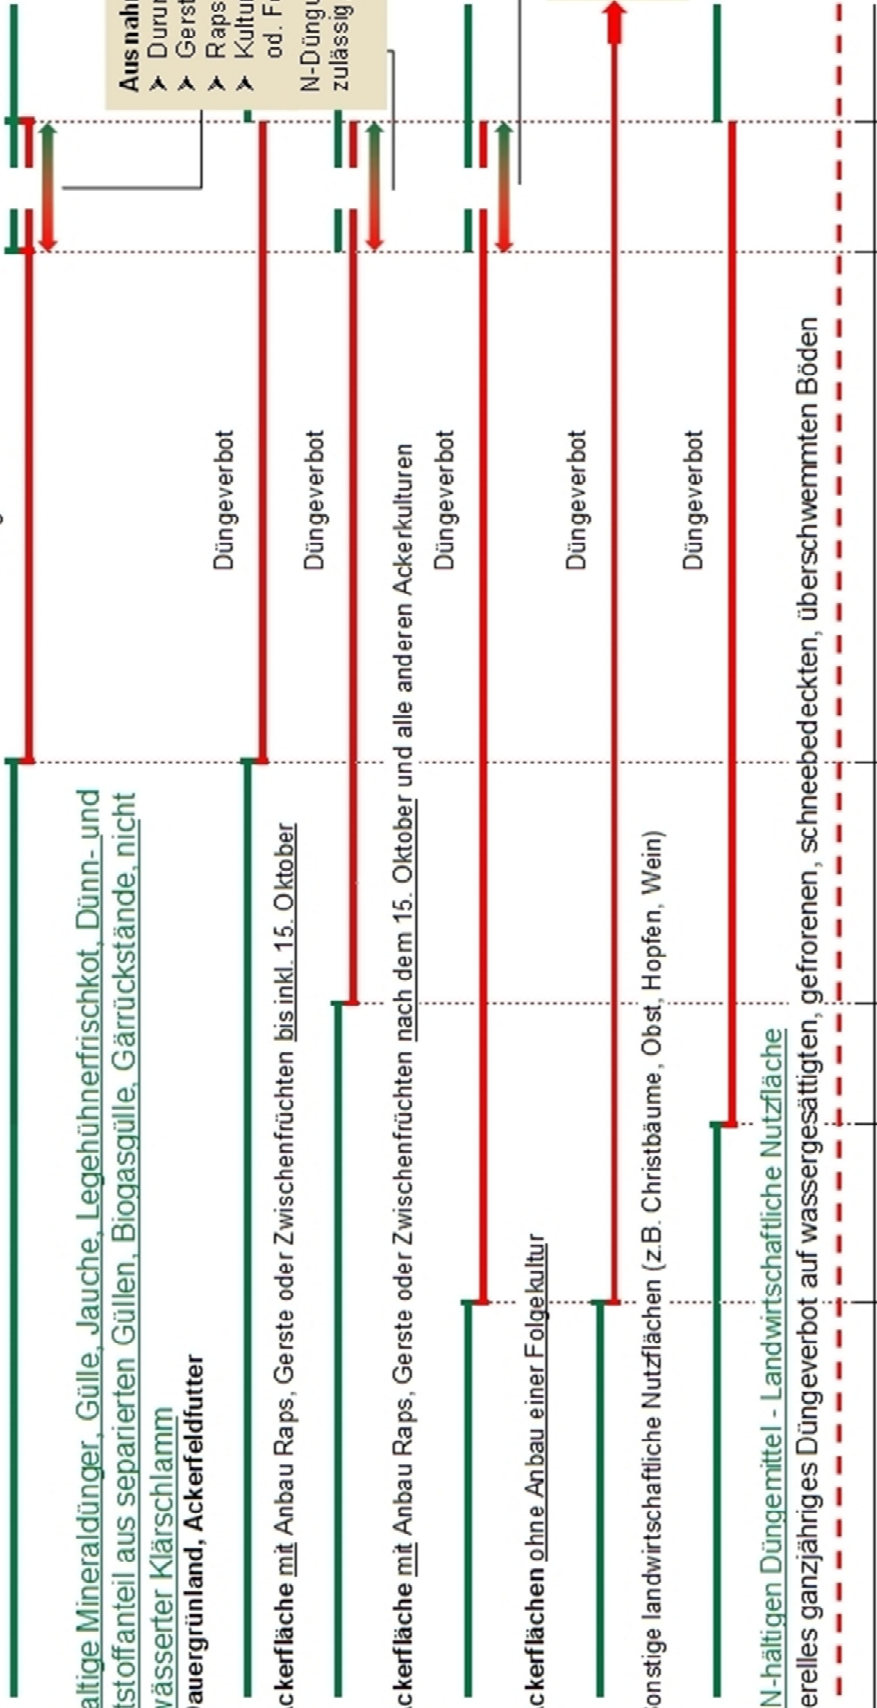 Ausnah
➤ Durur
➤ Gerst
➤ Raps
➤ Kultur
od. F
N-Düngu
zulässig
altige Mineraldünger, Gülle, Jauche, Legehühnerfrischkot, Dünn- und
tstoffanteil aus separierten Güllen, Biogasgülle, Gärrückstände, nicht
wässerter Klärschlamm
auergrünland, Ackerfeldfutter
Düngeverbot
ckerfläche mit Anbau Raps, Gerste oder Zwischenfrüchten bis inkl. 15. Oktober
Düngeverbot
ckerfläche mit Anbau Raps, Gerste oder Zwischenfrüchten nach dem 15. Oktober und alle anderen Ackerkulturen
Düngeverbot
ckerflächen ohne Anbau einer Folgekultur
Düngeverbot
onstige landwirtschaftliche Nutzflächen (z.B. Christbäume, Obst, Hopfen, Wein)
Düngeverbot
N-hältigen Düngemittel - Landwirtschaftliche Nutzfläche
erelles ganzjähriges Düngeverbot auf wassergesättigten, gefrorenen, schneebedeckten, überschwemmten Böden